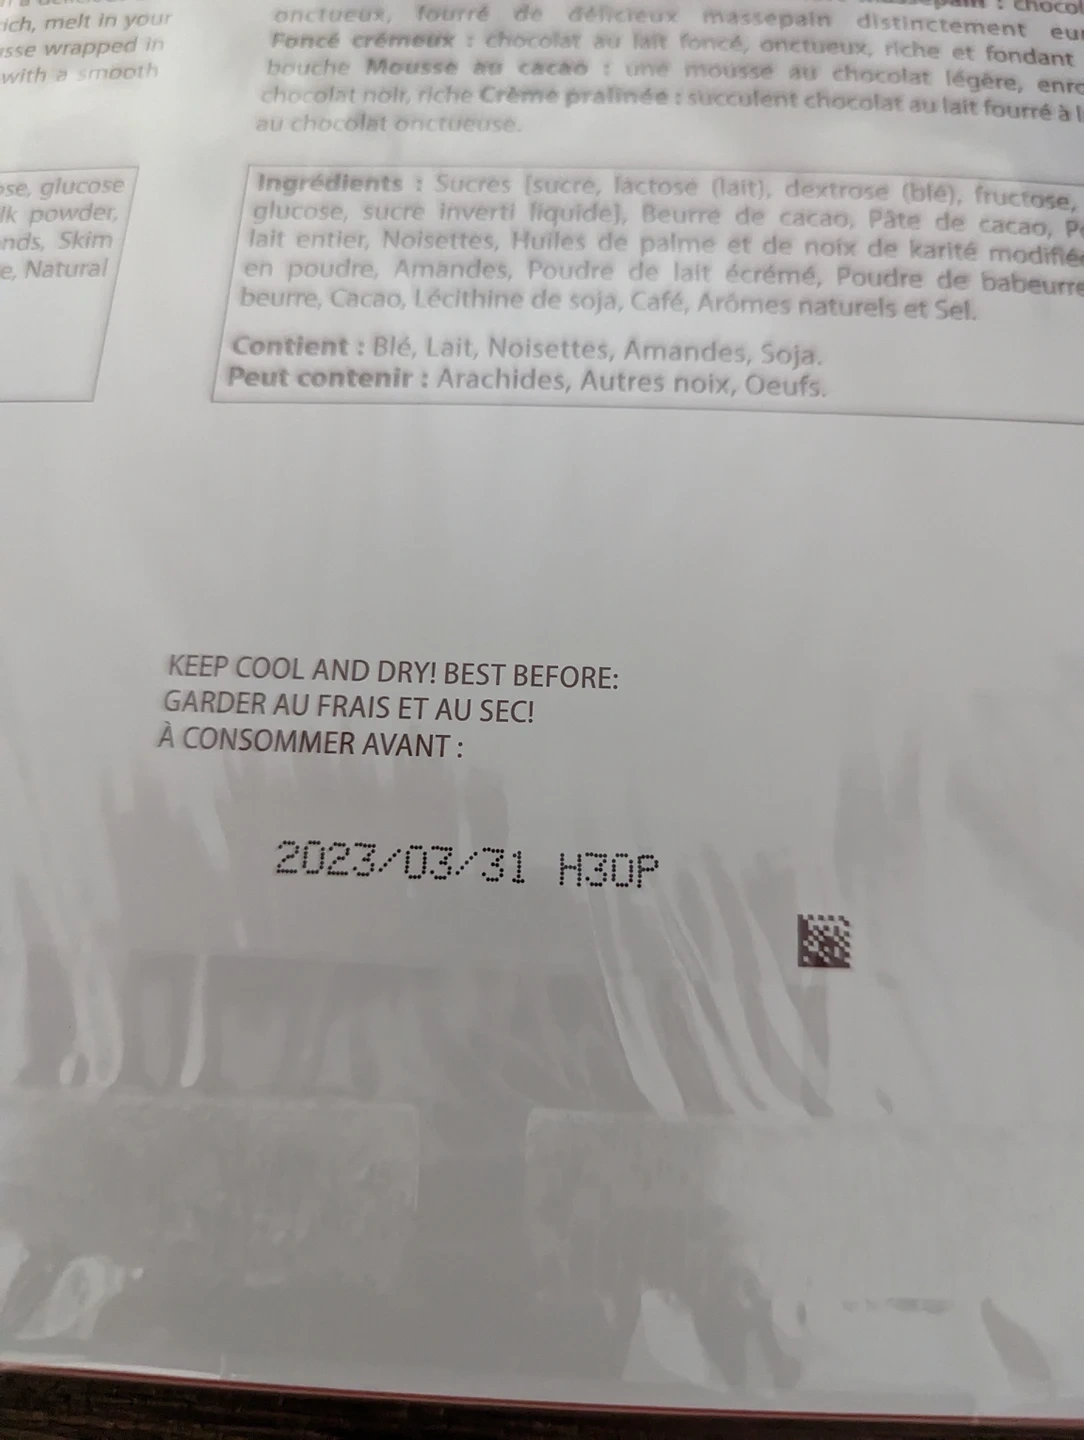 rich, melt in your
sse wrapped in
with a smooth
ose, glucose
lk powder,
nds, Skim
e, Natural
onctueux, fourré de délicieux massepain distinctement
Foncé crémeux : chocolat au lait foncé, onctueux, riche et fondant
bouche Mousse au cacao : une mousse au chocolat légère,
chocolat noir, riche Crème pralinée : succulent chocolat au lait fourré à
au chocolat onctueuse.
Ingrédients : Sucres (sucre, lactose (lait), dextrose (blé), fructose,
glucose, sucre inverti liquide), Beurre de cacao, Pâte de cacao,
lait entier, Noisettes, Huiles de palme et de noix de karité
en poudre, Amandes, Poudre de lait écrémé, Poudre de babeurre
beurre, Cacao, Lécithine de soja, Café, Arômes naturels et Sel.
Contient : Blé, Lait, Noisettes, Amandes, Soja.
Peut contenir : Arachides, Autres noix, Oeufs.
KEEP COOL AND DRY! BEST BEFORE:
GARDER AU FRAIS ET AU SEC!
À CONSOMMER AVANT :
2023/03/31 H30P